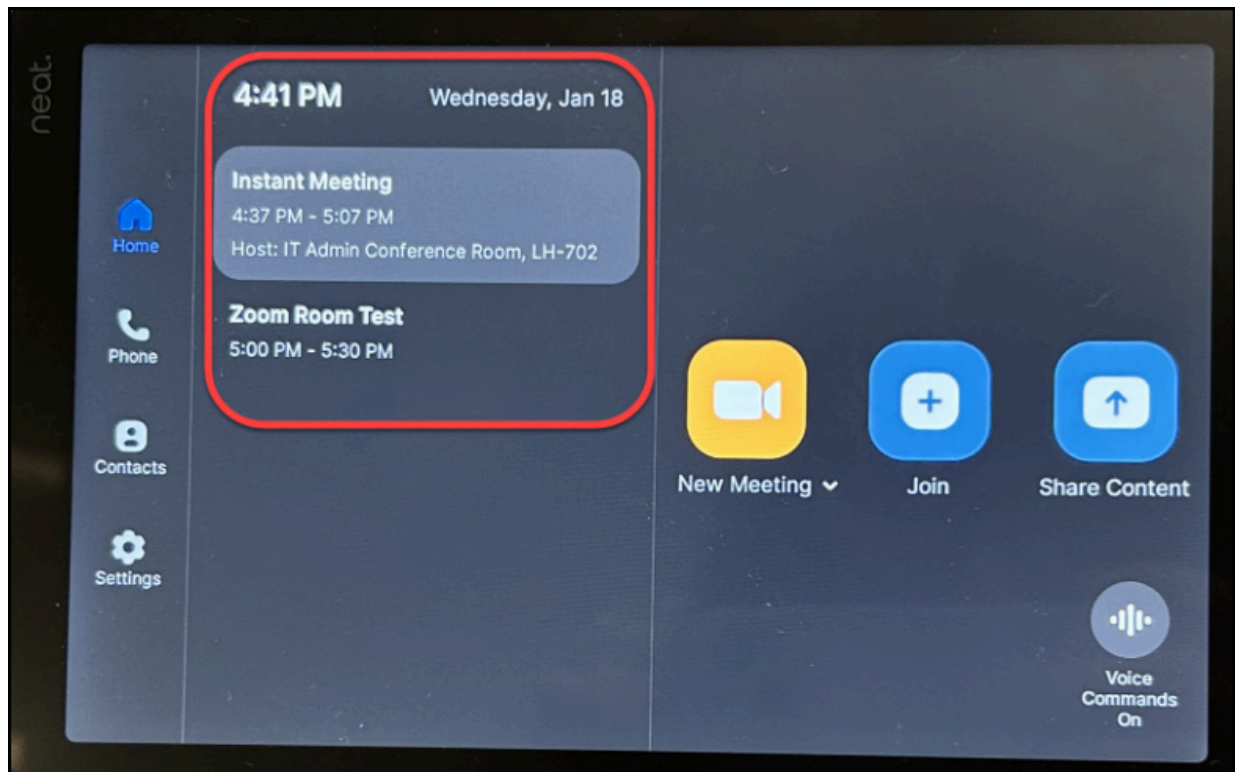 neat.
4:41 PM Wednesday, Jan 18
Instant Meeting
4:37 PM - 5:07 PM
Host: IT Admin Conference Room, LH-702
Zoom Room Test
5:00 PM - 5:30 PM
Home
Phone
Contacts
Settings
New Meeting
Join
Share Content
Voice
Commands
On